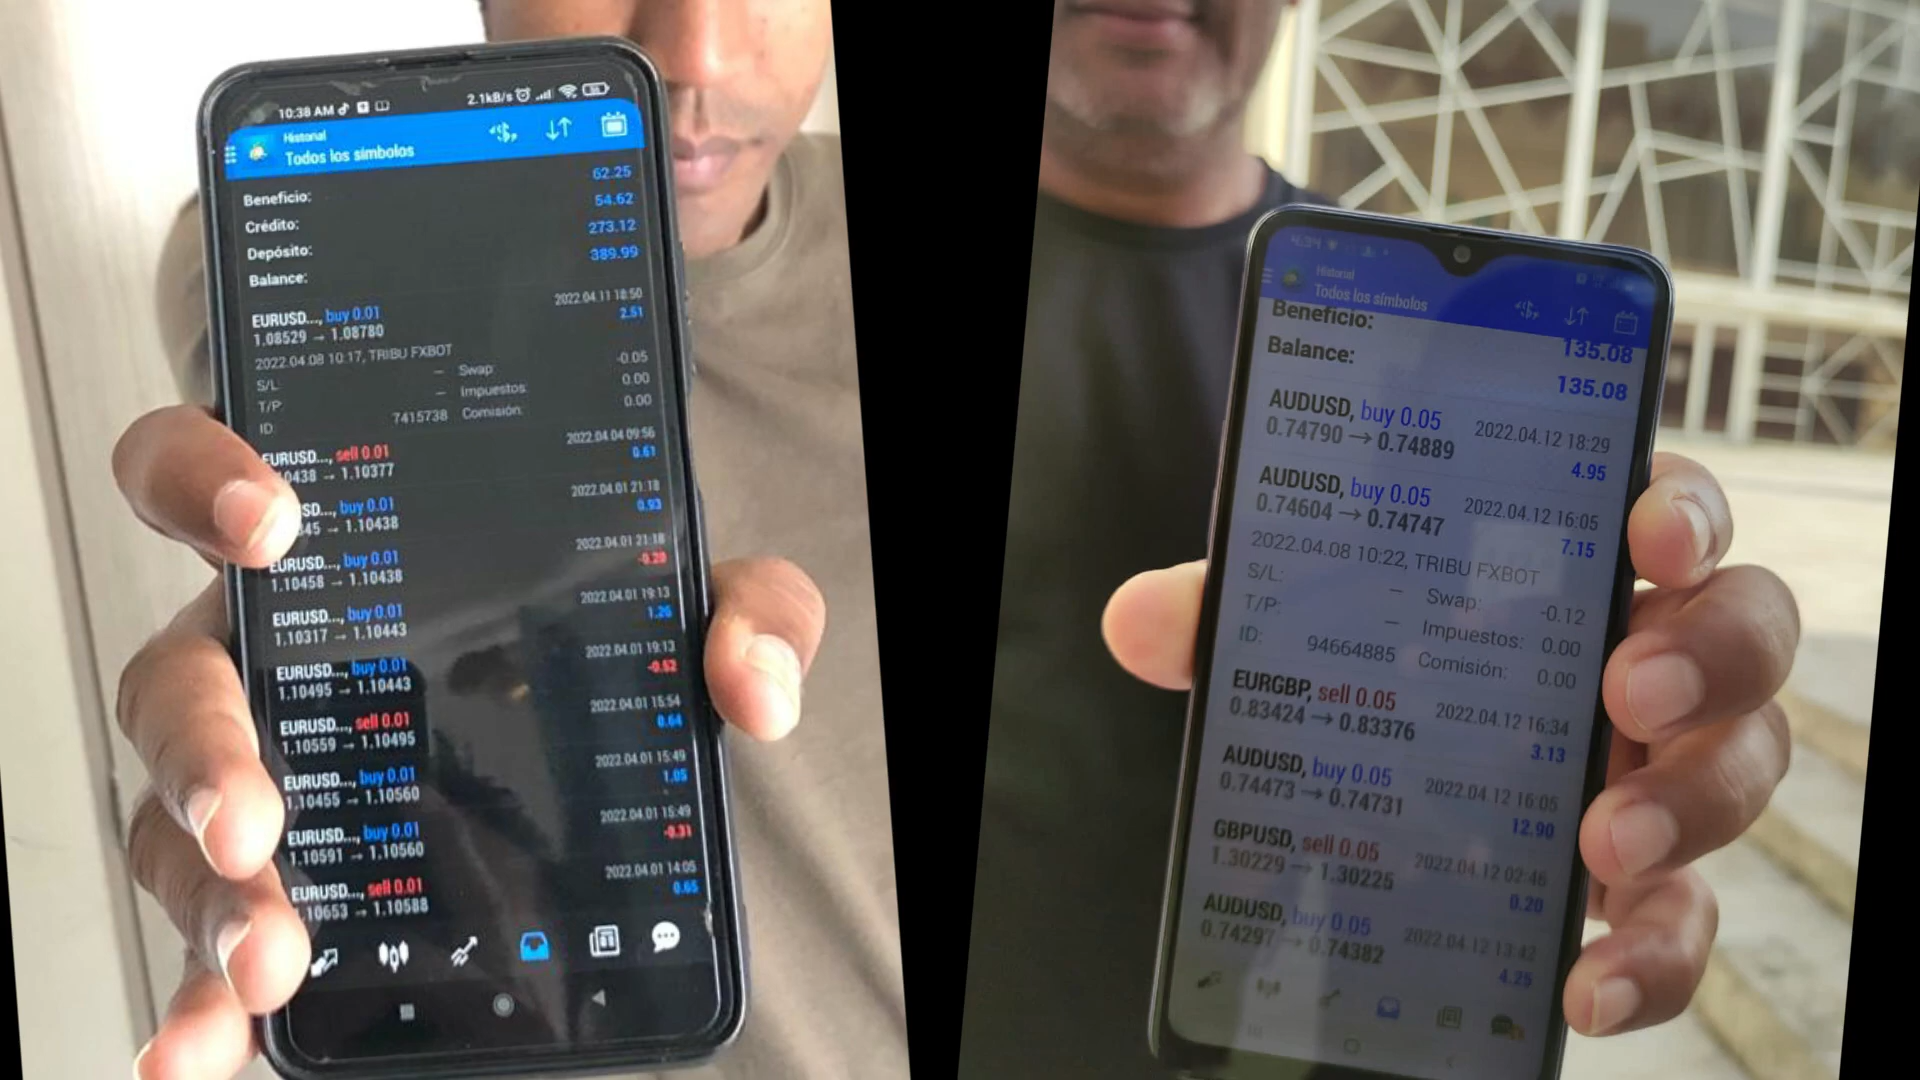 10:38 AM
2.1kB/s
Historial
Todos los símbolos
Beneficio: 62.25
Crédito: 54.62
Depósito: 273.12
Balance: 389.99
EURUSD..., buy 0.01 2022.04.11 18:50
1.08529 → 1.08780 2.51
2022.04.08 10:17, TRIBU FXBOT
S/L – Swap: -0.05
T/P: – Impuestos: 0.00
ID: 7415738 Comisión: 0.00
EURUSD..., sell 0.01 2022.04.04 09:56
0438 → 1.10377 0.61
SD..., buy 0.01 2022.04.01 21:18
345 → 1.10438 0.93
EURUSD..., buy 0.01 2022.04.01 21:18
1.10458 → 1.10438 -0.20
EURUSD..., buy 0.01 2022.04.01 19:13
1.10317 → 1.10443 1.26
EURUSD..., buy 0.01 2022.04.01 19:13
1.10495 → 1.10443 -0.52
EURUSD..., sell 0.01 2022.04.01 15:54
1.10559 → 1.10495 0.64
EURUSD..., buy 0.01 2022.04.01 15:49
1.10455 → 1.10560 1.05
EURUSD..., buy 0.01 2022.04.01 15:49
1.10591 → 1.10560 -0.31
EURUSD..., sell 0.01 2022.04.01 14:05
1.10653 → 1.10588 0.65
4:34
Historial
Todos los símbolos
Beneficio: 135.08
Balance: 135.08
AUDUSD, buy 0.05 2022.04.12 18:29
0.74790 → 0.74889 4.95
AUDUSD, buy 0.05 2022.04.12 16:05
0.74604 → 0.74747 7.15
2022.04.08 10:22, TRIBU FXBOT
S/L: – Swap: -0.12
T/P: – Impuestos: 0.00
ID: 94664885 Comisión: 0.00
EURGBP, sell 0.05 2022.04.12 16:34
0.83424 → 0.83376 3.13
AUDUSD, buy 0.05 2022.04.12 16:05
0.74473 → 0.74731 12.90
GBPUSD, sell 0.05 2022.04.12 02:46
1.30229 → 1.30225 0.20
AUDUSD, buy 0.05 2022.04.12 13:42
0.74297 → 0.74382 4.25